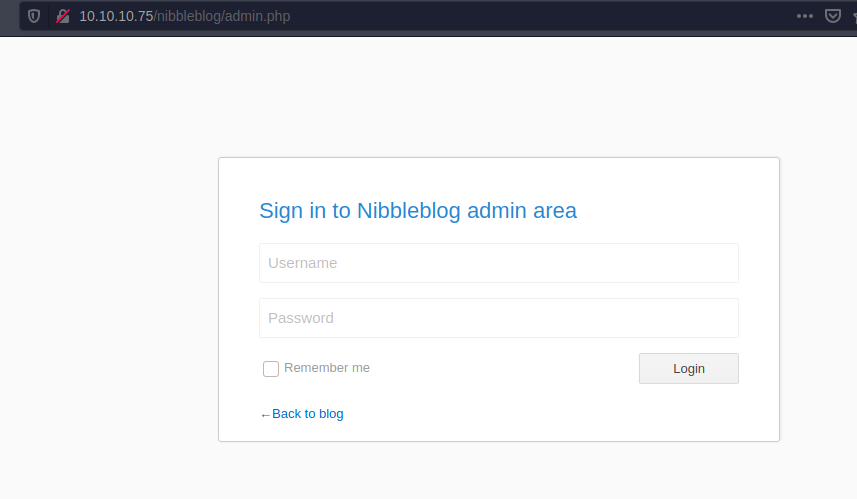 10.10.10.75/nibbleblog/admin.php
Sign in to Nibbleblog admin area
Username
Password
Remember me
Login
←Back to blog